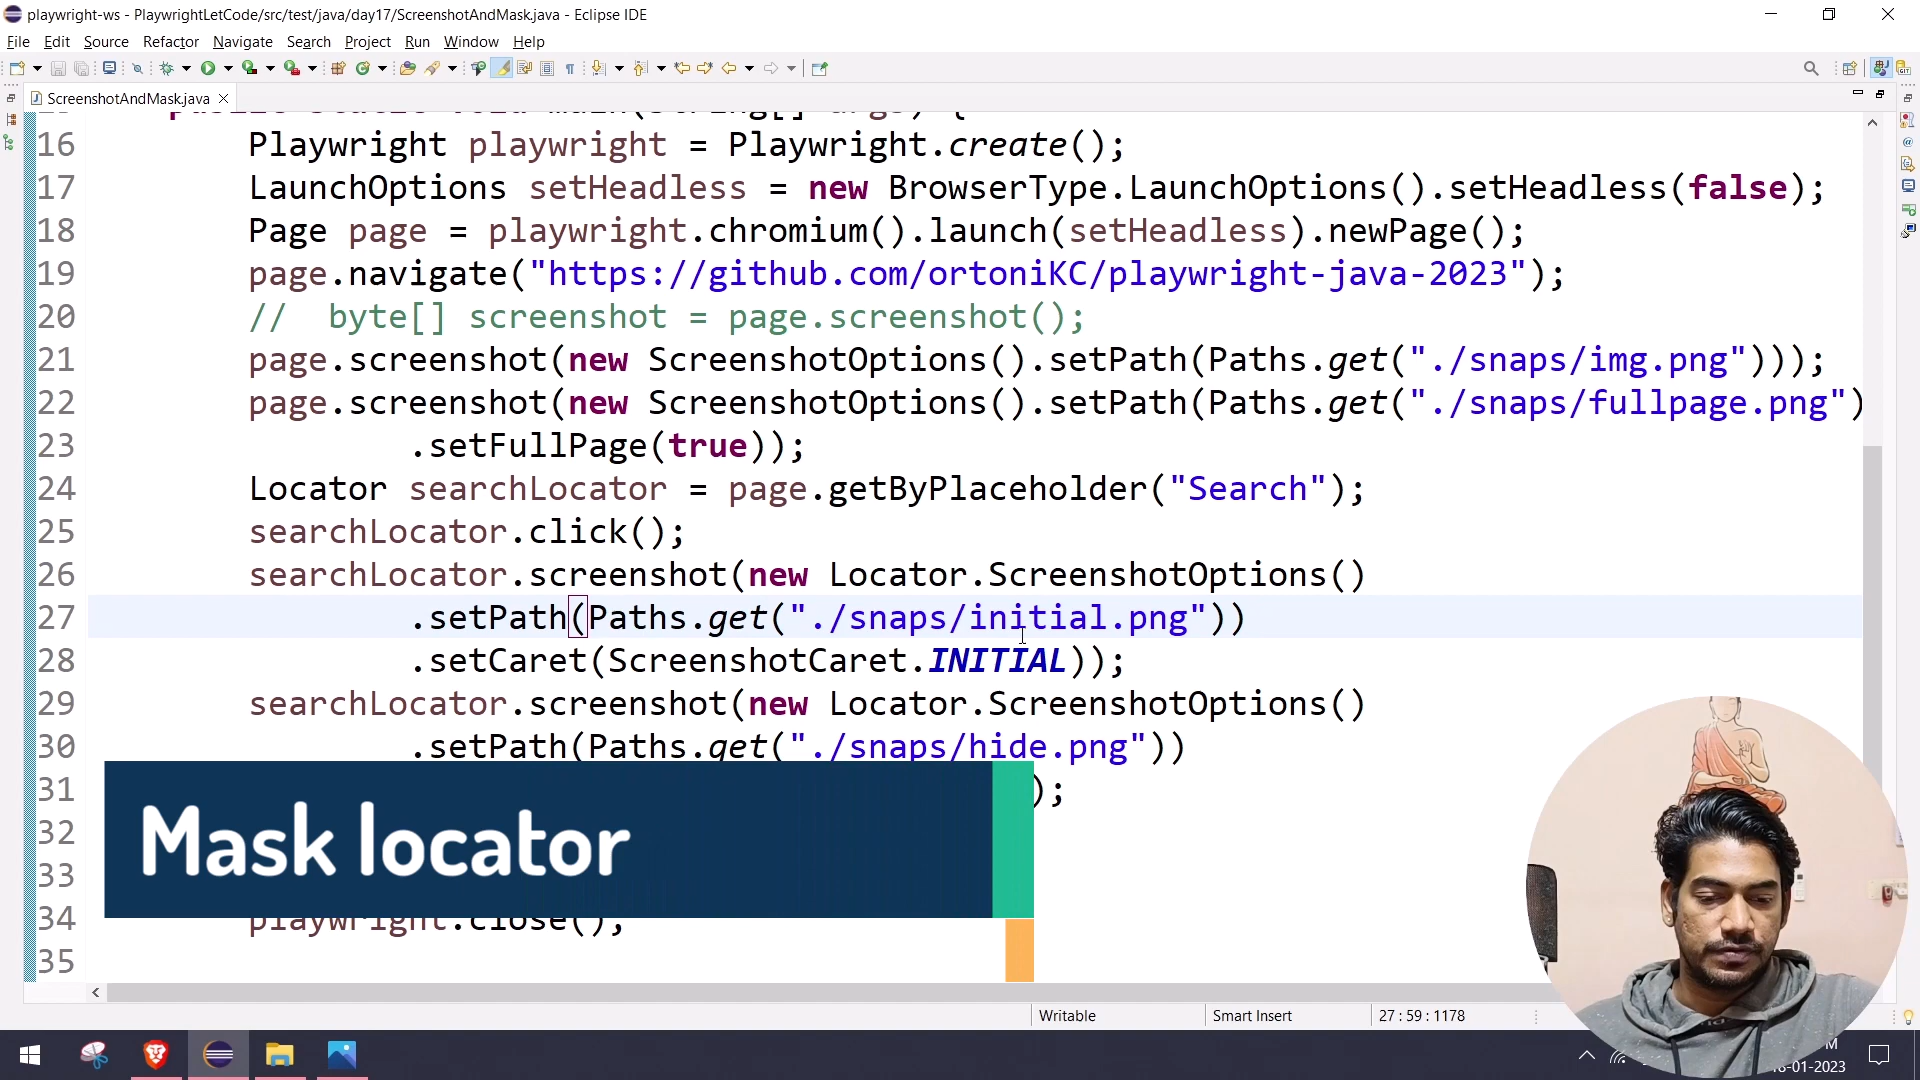 playwright-ws - PlaywrightLetCode/src/test/java/day17/ScreenshotAndMask.java - Eclipse IDE
File Edit Source Refactor Navigate Search Project Run Window Help
ScreenshotAndMask.java
16 Playwright playwright = Playwright.create();
17 LaunchOptions setHeadless = new BrowserType.LaunchOptions().setHeadless(false);
18 Page page = playwright.chromium().launch(setHeadless).newPage();
19 page.navigate("https://github.com/ortoniKC/playwright-java-2023");
20 // byte[] screenshot = page.screenshot();
21 page.screenshot(new ScreenshotOptions().setPath(Paths.get("./snaps/img.png")));
22 page.screenshot(new ScreenshotOptions().setPath(Paths.get("./snaps/fullpage.png")
23 .setFullPage(true));
24 Locator searchLocator = page.getByPlaceholder("Search");
25 searchLocator.click();
26 searchLocator.screenshot(new Locator.ScreenshotOptions()
27 .setPath(Paths.get("./snaps/initial.png"))
28 .setCaret(ScreenshotCaret.INITIAL));
29 searchLocator.screenshot(new Locator.ScreenshotOptions()
30 .setPath(Paths.get("./snaps/hide.png"))
31 );
32
Mask locator
33
34 playwright.close();
35
Writable Smart Insert 27 : 59 : 1178